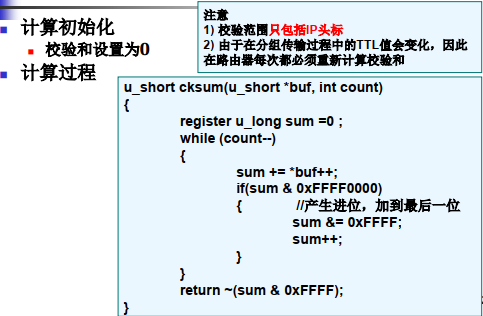 计算初始化
校验和设置为0
计算过程
注意
1) 校验范围只包括IP头标
2) 由于在分组传输过程中的TTL值会变化，因此
在路由器每次都必须重新计算校验和
u_short cksum(u_short *buf, int count)
{
register u_long sum =0 ;
while (count--)
{
sum += *buf++;
if(sum & 0xFFFF0000)
{ //产生进位，加到最后一位
sum &= 0xFFFF;
sum++;
}
}
return ~(sum & 0xFFFF);
}